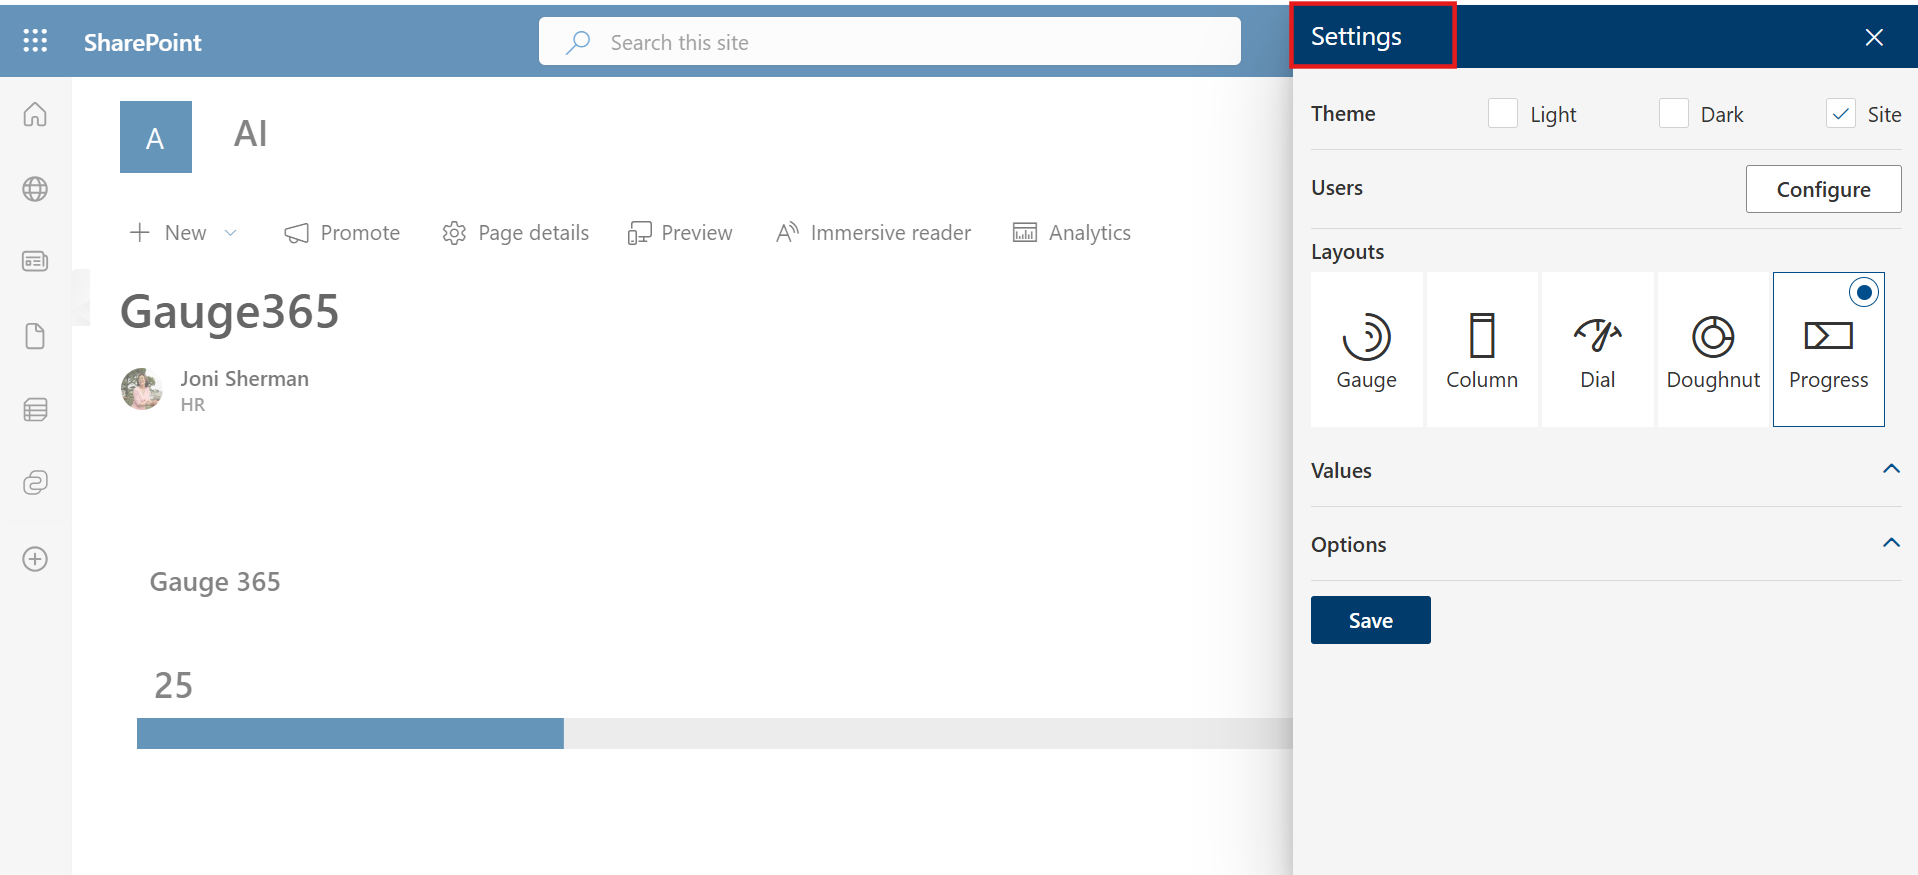 SharePoint
Search this site
A
AI
New
Promote
Page details
Preview
Immersive reader
Analytics
Gauge365
Joni Sherman
HR
Gauge 365
25
Settings
Theme
Light
Dark
Site
Users
Configure
Layouts
Gauge
Column
Dial
Doughnut
Progress
Values
Options
Save